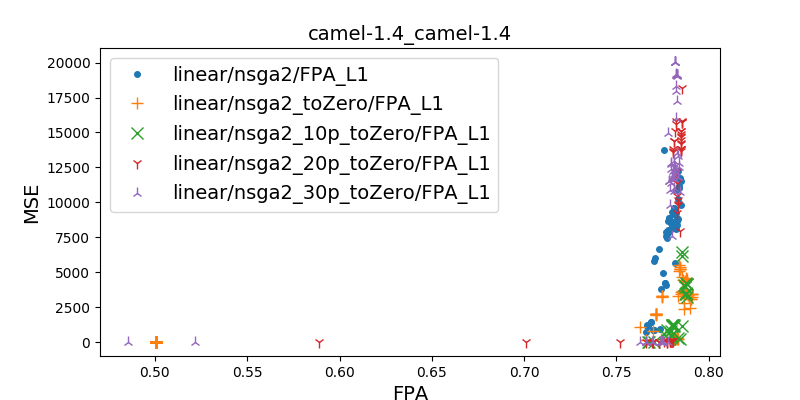 camel-1.4_camel-1.4
20000
17500
15000
12500
10000
7500
5000
2500
0
MSE
linear/nsga2/FPA_L1
linear/nsga2_toZero/FPA_L1
linear/nsga2_10p_toZero/FPA_L1
linear/nsga2_20p_toZero/FPA_L1
linear/nsga2_30p_toZero/FPA_L1
0.50 0.55 0.60 0.65 0.70 0.75 0.80
FPA